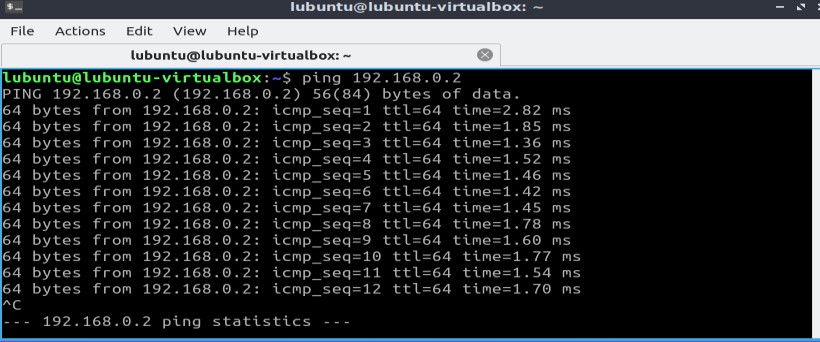 lubuntu@lubuntu-virtualbox: ~
File Actions Edit View Help
lubuntu@lubuntu-virtualbox: ~
lubuntu@lubuntu-virtualbox:~$ ping 192.168.0.2
PING 192.168.0.2 (192.168.0.2) 56(84) bytes of data.
64 bytes from 192.168.0.2: icmp_seq=1 ttl=64 time=2.82 ms
64 bytes from 192.168.0.2: icmp_seq=2 ttl=64 time=1.85 ms
64 bytes from 192.168.0.2: icmp_seq=3 ttl=64 time=1.36 ms
64 bytes from 192.168.0.2: icmp_seq=4 ttl=64 time=1.52 ms
64 bytes from 192.168.0.2: icmp_seq=5 ttl=64 time=1.46 ms
64 bytes from 192.168.0.2: icmp_seq=6 ttl=64 time=1.42 ms
64 bytes from 192.168.0.2: icmp_seq=7 ttl=64 time=1.45 ms
64 bytes from 192.168.0.2: icmp_seq=8 ttl=64 time=1.78 ms
64 bytes from 192.168.0.2: icmp_seq=9 ttl=64 time=1.60 ms
64 bytes from 192.168.0.2: icmp_seq=10 ttl=64 time=1.77 ms
64 bytes from 192.168.0.2: icmp_seq=11 ttl=64 time=1.54 ms
64 bytes from 192.168.0.2: icmp_seq=12 ttl=64 time=1.70 ms
^C
--- 192.168.0.2 ping statistics ---